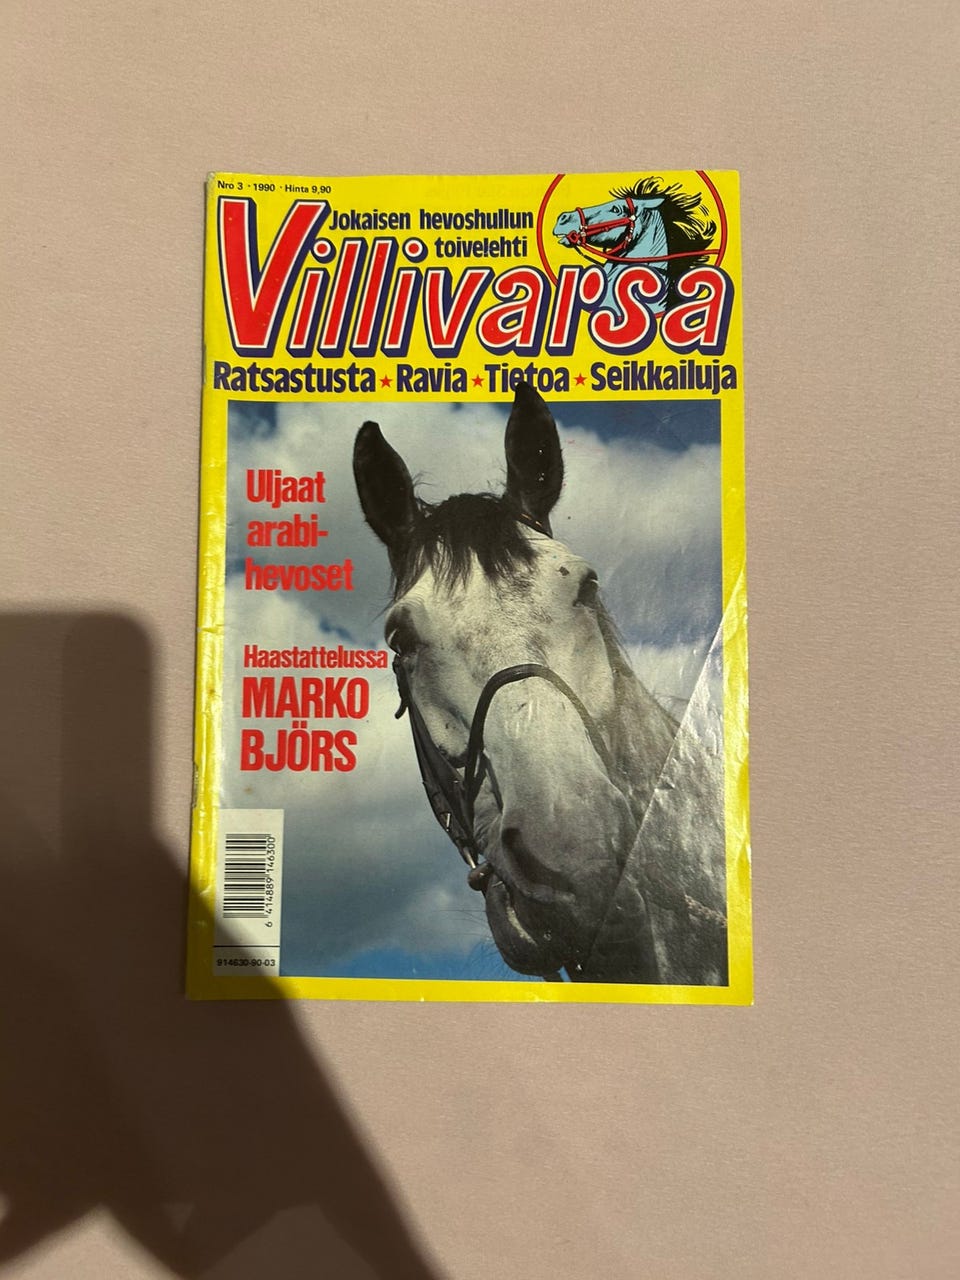 Nro 3 · 1990 · Hinta 9,90
Jokaisen hevoshullun
toivelehti
Villivarsa
Ratsastusta ★ Ravia ★ Tietoa ★ Seikkailuja
Uljaat
arabi-
hevoset
Haastattelussa
MARKO
BJÖRS
6 414889 146300
914630-90-03